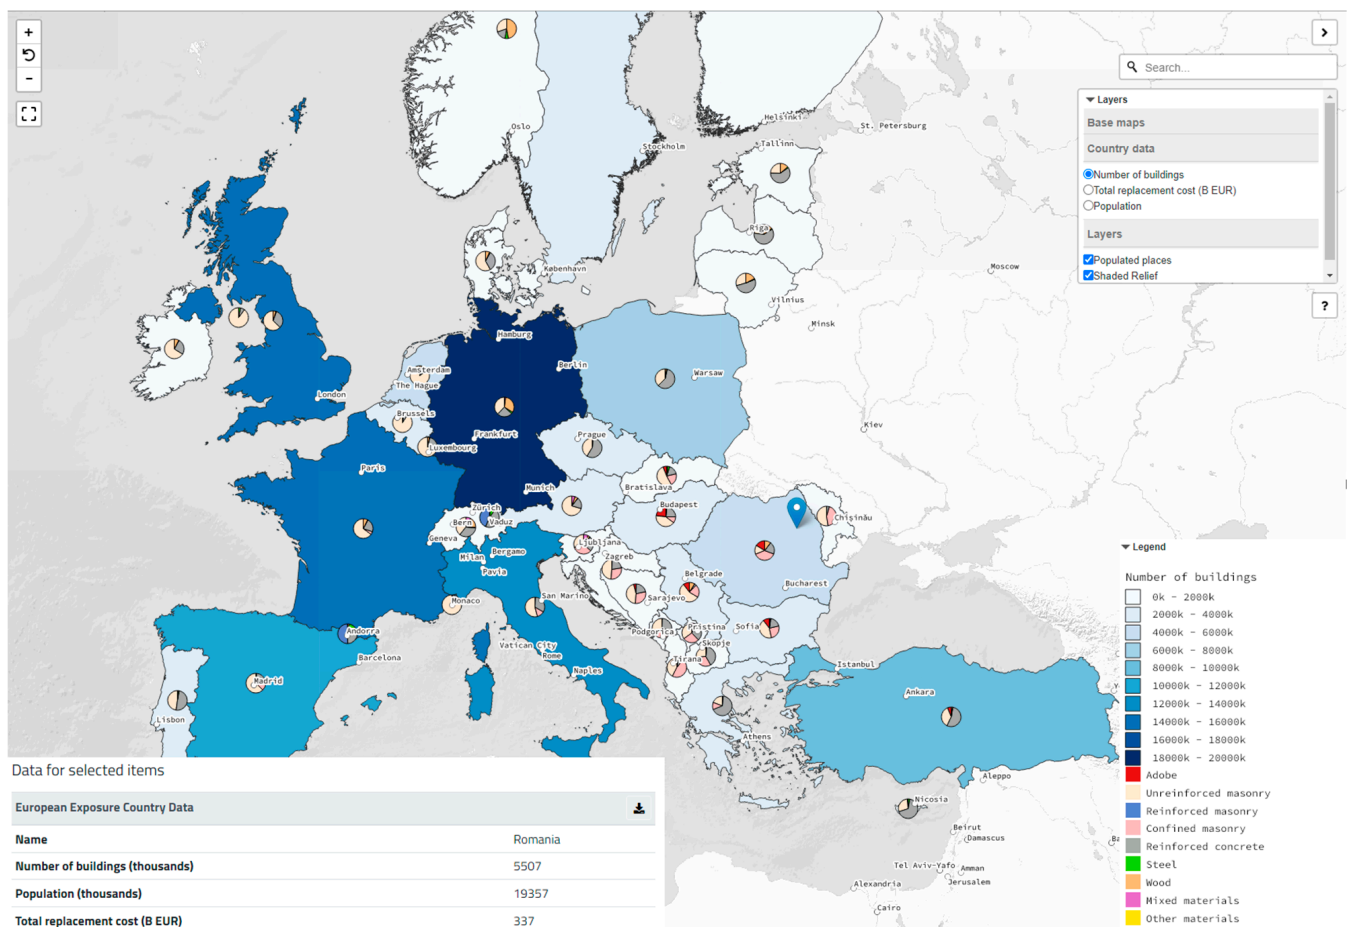 +
−
Search...
Layers
Base maps
Country data
Number of buildings
Total replacement cost (B EUR)
Population
Layers
Populated places
Shaded Relief
?
Oslo
Helsinki
St. Petersburg
Stockholm
Tallinn
Riga
Moscow
København
Vilnius
Minsk
Hamburg
Berlin
Amsterdam
The Hague
Warsaw
London
Brussels
Kiev
Frankfurt
Prague
Luxembourg
Paris
Munich
Bratislava
Zürich
Budapest
Bern
Vaduz
Chișinău
Geneva
Ljubljana
Milan
Bergamo
Zagreb
Pavia
Belgrade
Bucharest
Monaco
San Marino
Sarajevo
Andorra
Podgorica
Pristina
Sofia
Vatican City
Skopje
Barcelona
Rome
Tirana
Istanbul
Naples
Madrid
Ankara
Lisbon
Athens
Aleppo
Nicosia
Beirut
Damascus
Tel Aviv-Yafo
Amman
Jerusalem
Alexandria
Cairo
Legend
Number of buildings
0k - 2000k
2000k - 4000k
4000k - 6000k
6000k - 8000k
8000k - 10000k
10000k - 12000k
12000k - 14000k
14000k - 16000k
16000k - 18000k
18000k - 20000k
Adobe
Unreinforced masonry
Reinforced masonry
Confined masonry
Reinforced concrete
Steel
Wood
Mixed materials
Other materials
Data for selected items
European Exposure Country Data
Name Romania
Number of buildings (thousands) 5507
Population (thousands) 19357
Total replacement cost (B EUR) 337